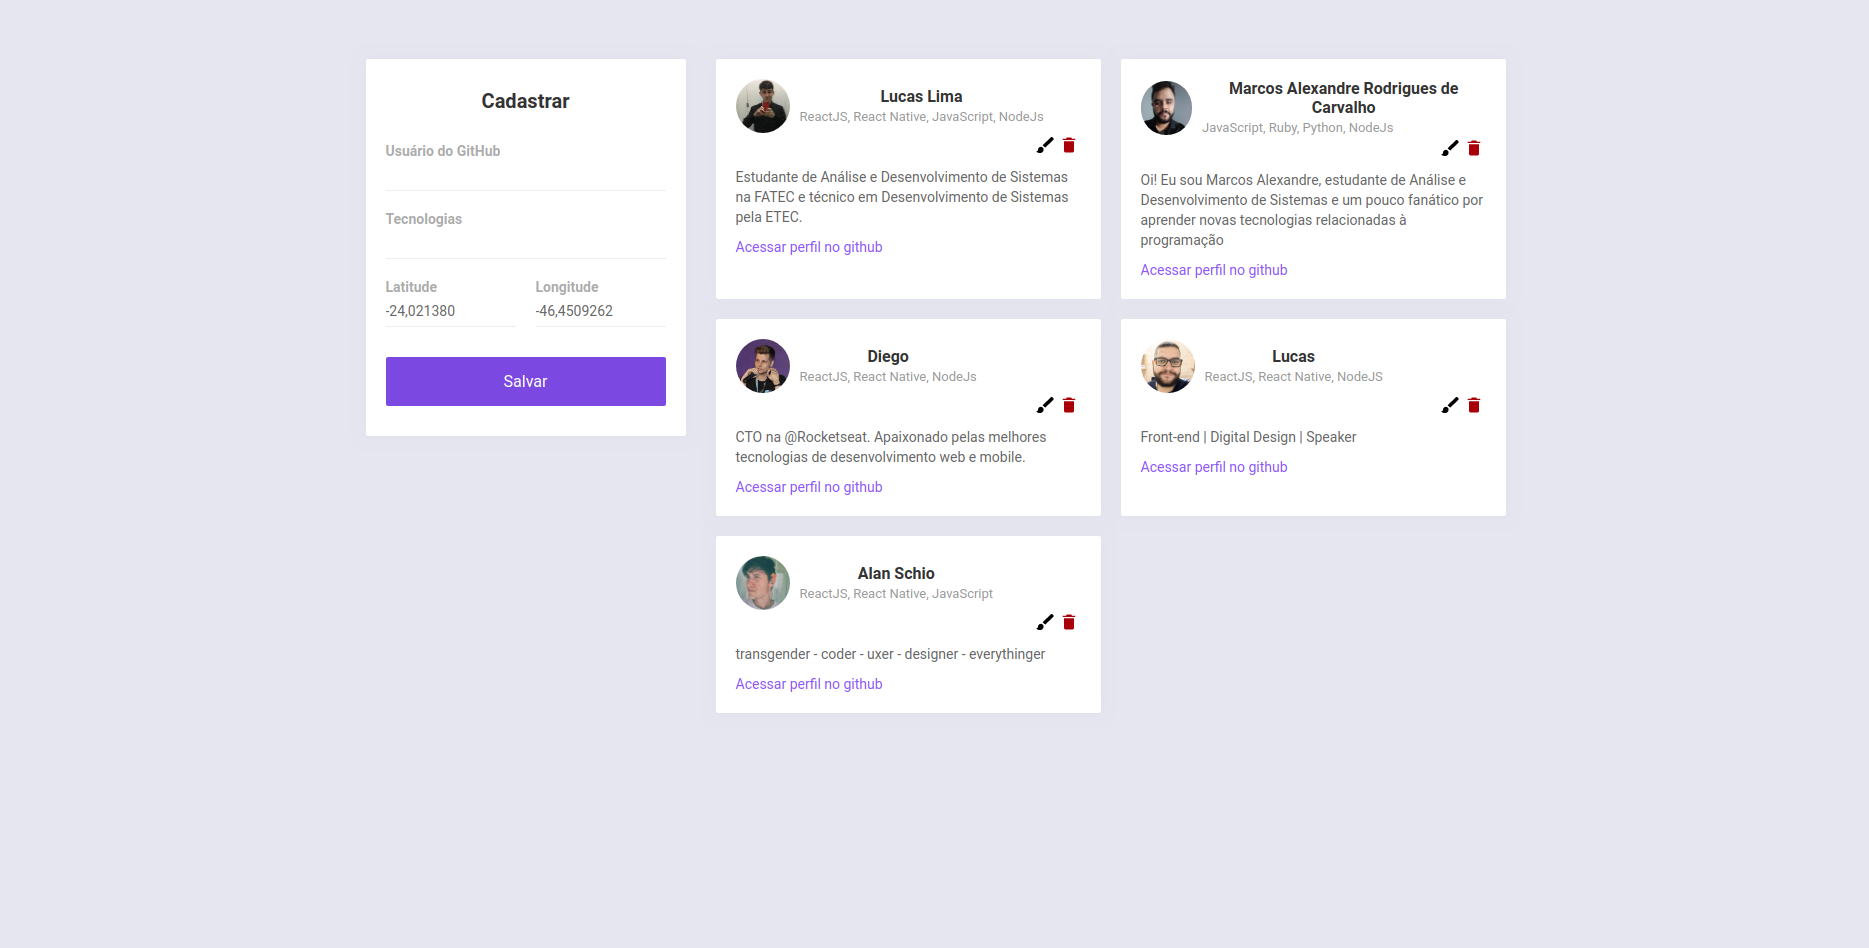 Cadastrar
Usuário do GitHub
Tecnologias
Latitude
Longitude
-24,021380
-46,4509262
Salvar
Lucas Lima
ReactJS, React Native, JavaScript, NodeJs
Estudante de Análise e Desenvolvimento de Sistemas
na FATEC e técnico em Desenvolvimento de Sistemas
pela ETEC.
Acessar perfil no github
Marcos Alexandre Rodrigues de
Carvalho
JavaScript, Ruby, Python, NodeJs
Oi! Eu sou Marcos Alexandre, estudante de Análise e
Desenvolvimento de Sistemas e um pouco fanático por
aprender novas tecnologias relacionadas à
programação
Acessar perfil no github
Diego
ReactJS, React Native, NodeJs
CTO na @Rocketseat. Apaixonado pelas melhores
tecnologias de desenvolvimento web e mobile.
Acessar perfil no github
Lucas
ReactJS, React Native, NodeJS
Front-end | Digital Design | Speaker
Acessar perfil no github
Alan Schio
ReactJS, React Native, JavaScript
transgender - coder - uxer - designer - everythinger
Acessar perfil no github